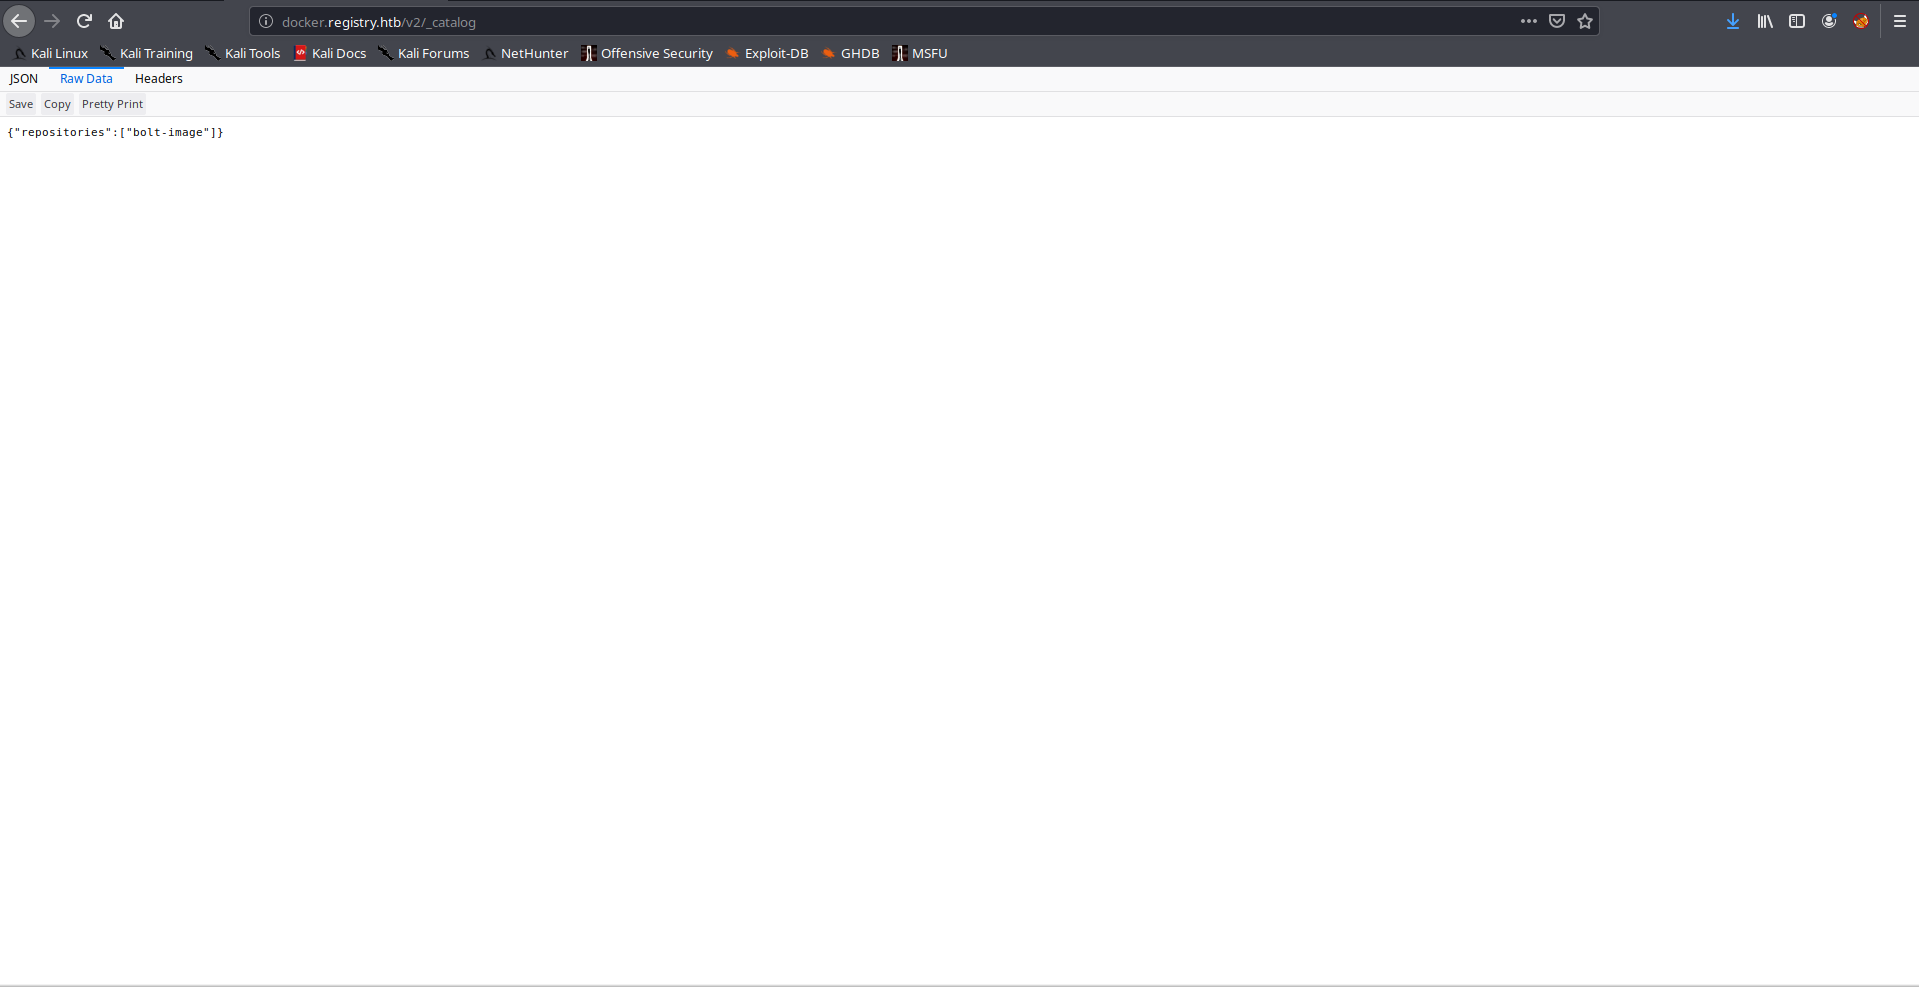 docker.registry.htb/v2/_catalog
Kali Linux Kali Training Kali Tools Kali Docs Kali Forums NetHunter Offensive Security Exploit-DB GHDB MSFU
JSON Raw Data Headers
Save Copy Pretty Print
{"repositories":["bolt-image"]}